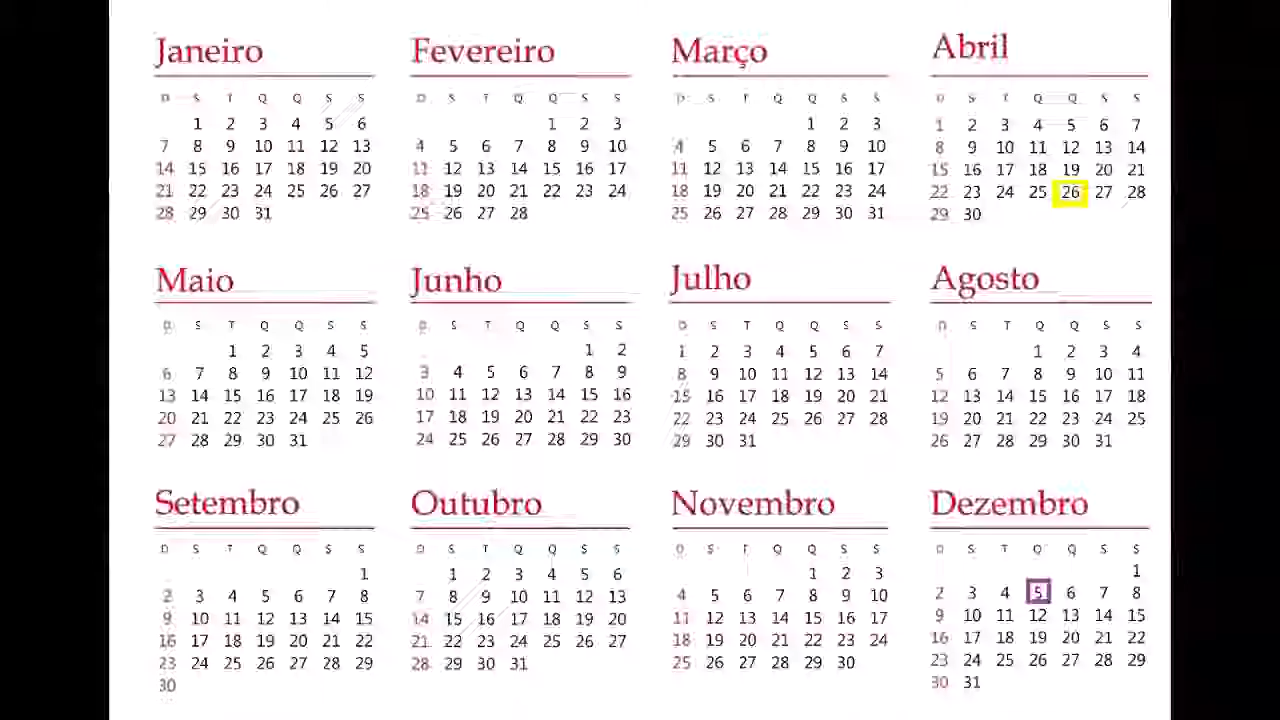 Janeiro
D S T Q Q S S
1 2 3 4 5 6
7 8 9 10 11 12 13
14 15 16 17 18 19 20
21 22 23 24 25 26 27
28 29 30 31
Fevereiro
D S T Q Q S S
1 2 3
4 5 6 7 8 9 10
11 12 13 14 15 16 17
18 19 20 21 22 23 24
25 26 27 28
Março
D S T Q Q S S
1 2 3
4 5 6 7 8 9 10
11 12 13 14 15 16 17
18 19 20 21 22 23 24
25 26 27 28 29 30 31
Abril
D S T Q Q S S
1 2 3 4 5 6 7
8 9 10 11 12 13 14
15 16 17 18 19 20 21
22 23 24 25 26 27 28
29 30
Maio
D S T Q Q S S
1 2 3 4 5
6 7 8 9 10 11 12
13 14 15 16 17 18 19
20 21 22 23 24 25 26
27 28 29 30 31
Junho
D S T Q Q S S
1 2
3 4 5 6 7 8 9
10 11 12 13 14 15 16
17 18 19 20 21 22 23
24 25 26 27 28 29 30
Julho
D S T Q Q S S
1 2 3 4 5 6 7
8 9 10 11 12 13 14
15 16 17 18 19 20 21
22 23 24 25 26 27 28
29 30 31
Agosto
D S T Q Q S S
1 2 3 4
5 6 7 8 9 10 11
12 13 14 15 16 17 18
19 20 21 22 23 24 25
26 27 28 29 30 31
Setembro
D S T Q Q S S
1
2 3 4 5 6 7 8
9 10 11 12 13 14 15
16 17 18 19 20 21 22
23 24 25 26 27 28 29
30
Outubro
D S T Q Q S S
1 2 3 4 5 6
7 8 9 10 11 12 13
14 15 16 17 18 19 20
21 22 23 24 25 26 27
28 29 30 31
Novembro
D S T Q Q S S
1 2 3
4 5 6 7 8 9 10
11 12 13 14 15 16 17
18 19 20 21 22 23 24
25 26 27 28 29 30
Dezembro
D S T Q Q S S
1
2 3 4 5 6 7 8
9 10 11 12 13 14 15
16 17 18 19 20 21 22
23 24 25 26 27 28 29
30 31